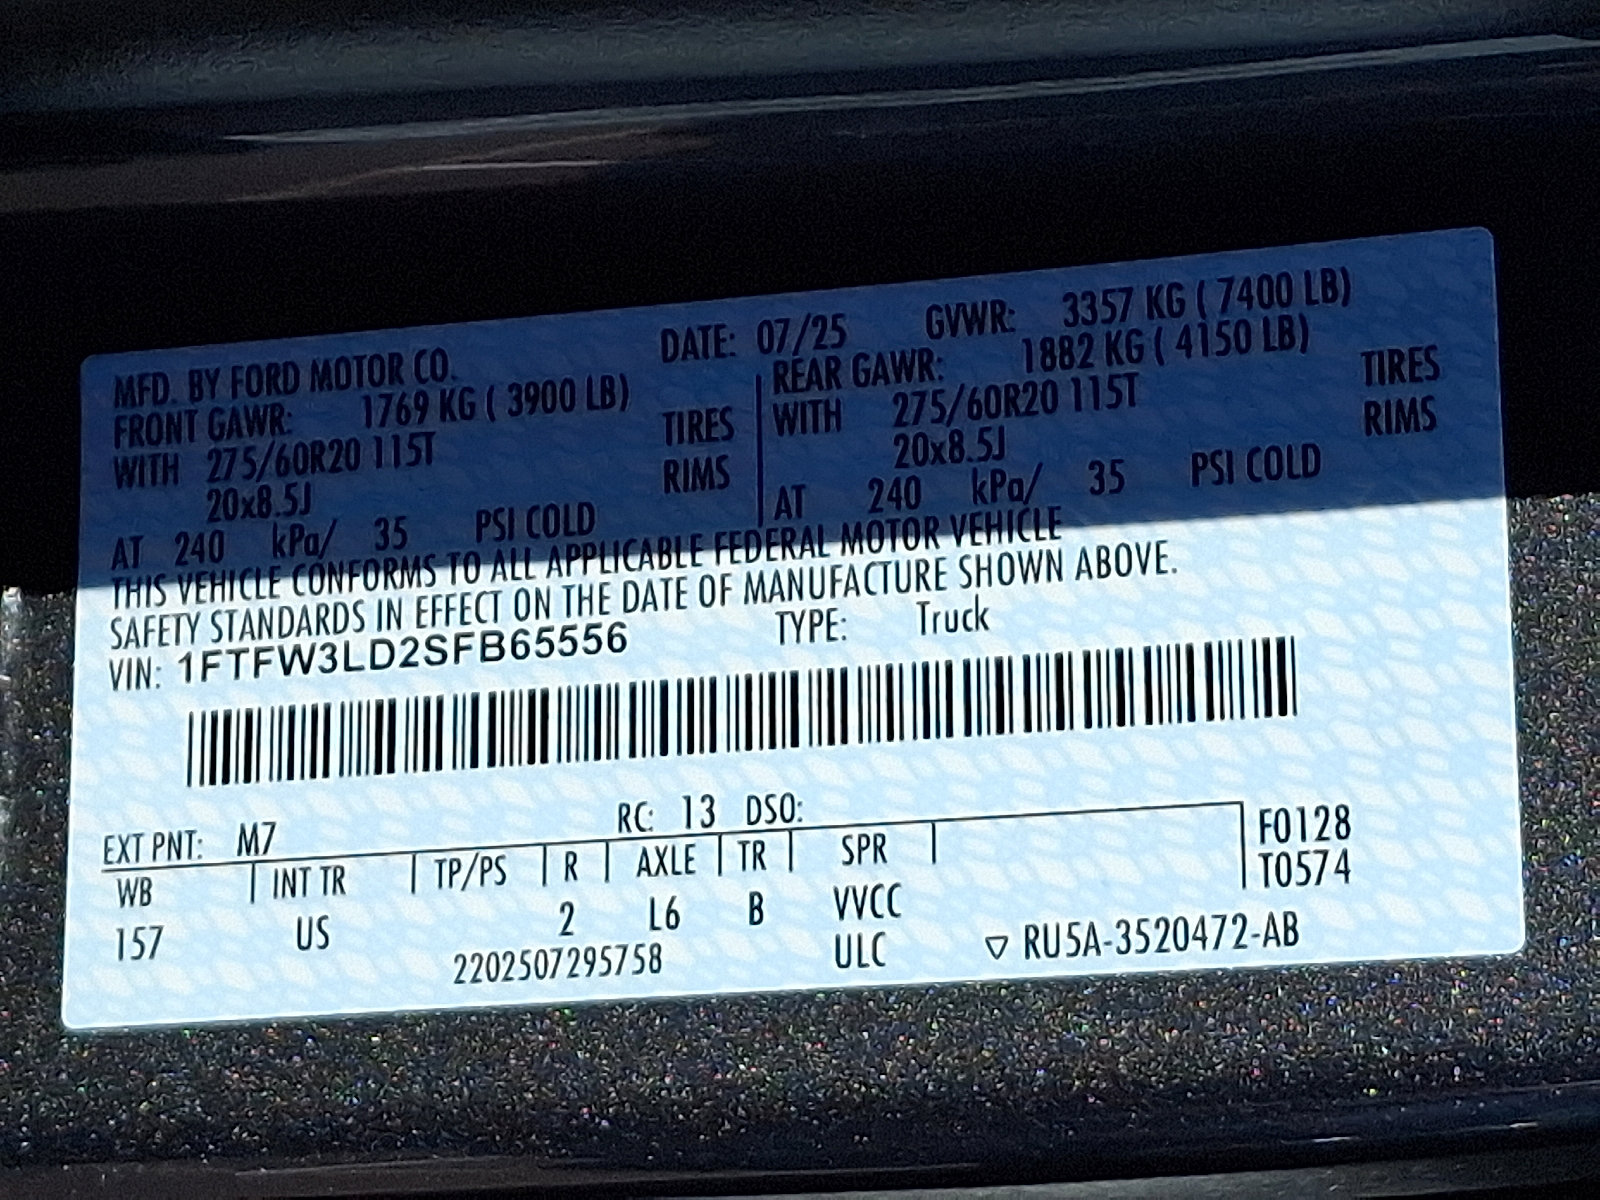 MFD. BY FORD MOTOR CO. DATE: 07/25 GVWR: 3357 KG ( 7400 LB)
FRONT GAWR: 1769 KG ( 3900 LB) REAR GAWR: 1882 KG ( 4150 LB)
WITH 275/60R20 115T TIRES WITH 275/60R20 115T TIRES
20x8.5J RIMS 20x8.5J RIMS
AT 240 kPa/ 35 PSI COLD AT 240 kPa/ 35 PSI COLD
THIS VEHICLE CONFORMS TO ALL APPLICABLE FEDERAL MOTOR VEHICLE
SAFETY STANDARDS IN EFFECT ON THE DATE OF MANUFACTURE SHOWN ABOVE.
VIN: 1FTFW3LD2SFB65556 TYPE: Truck
EXT PNT: M7 RC: 13 DSO:
WB INT TR TP/PS R AXLE TR SPR F0128
T0574
157 US 2 L6 B VVCC
2202507295758 ULC ▽ RU5A-3520472-AB